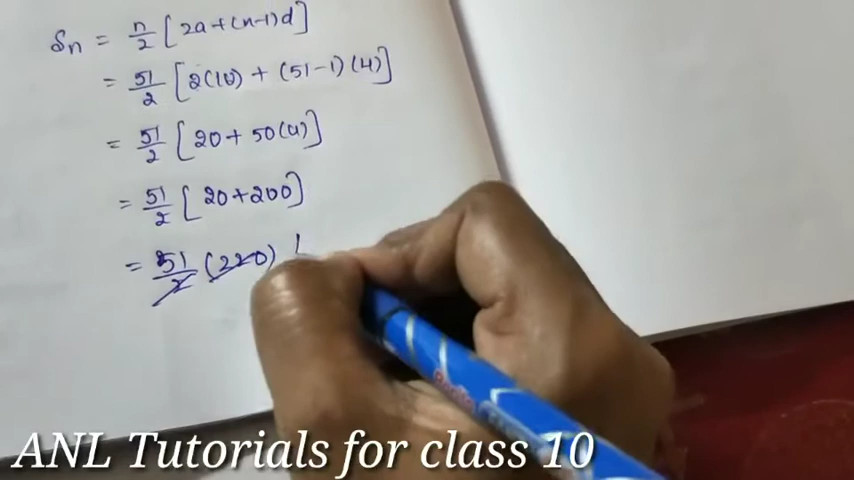 Sn = n/2 [2a+(n-1)d]
= 51/2 [2(10) + (51-1)(4)]
= 51/2 [20+ 50(4)]
= 51/2 [20+200]
= 51/2 (220)
ANL Tutorials for class 10